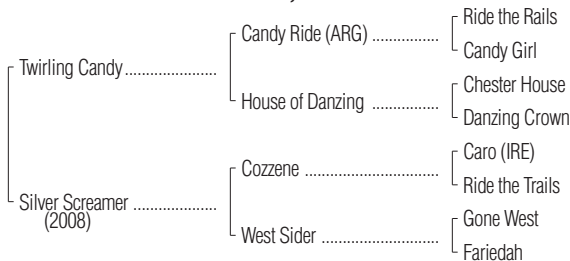 Ride the Rails
Candy Ride (ARG) ................
Candy Girl
Twirling Candy ......................
Chester House
House of Danzing ................
Danzing Crown
Caro (IRE)
Cozzene ................................
Ride the Trails
Silver Screamer ....................
(2008)
Gone West
West Sider ............................
Fariedah